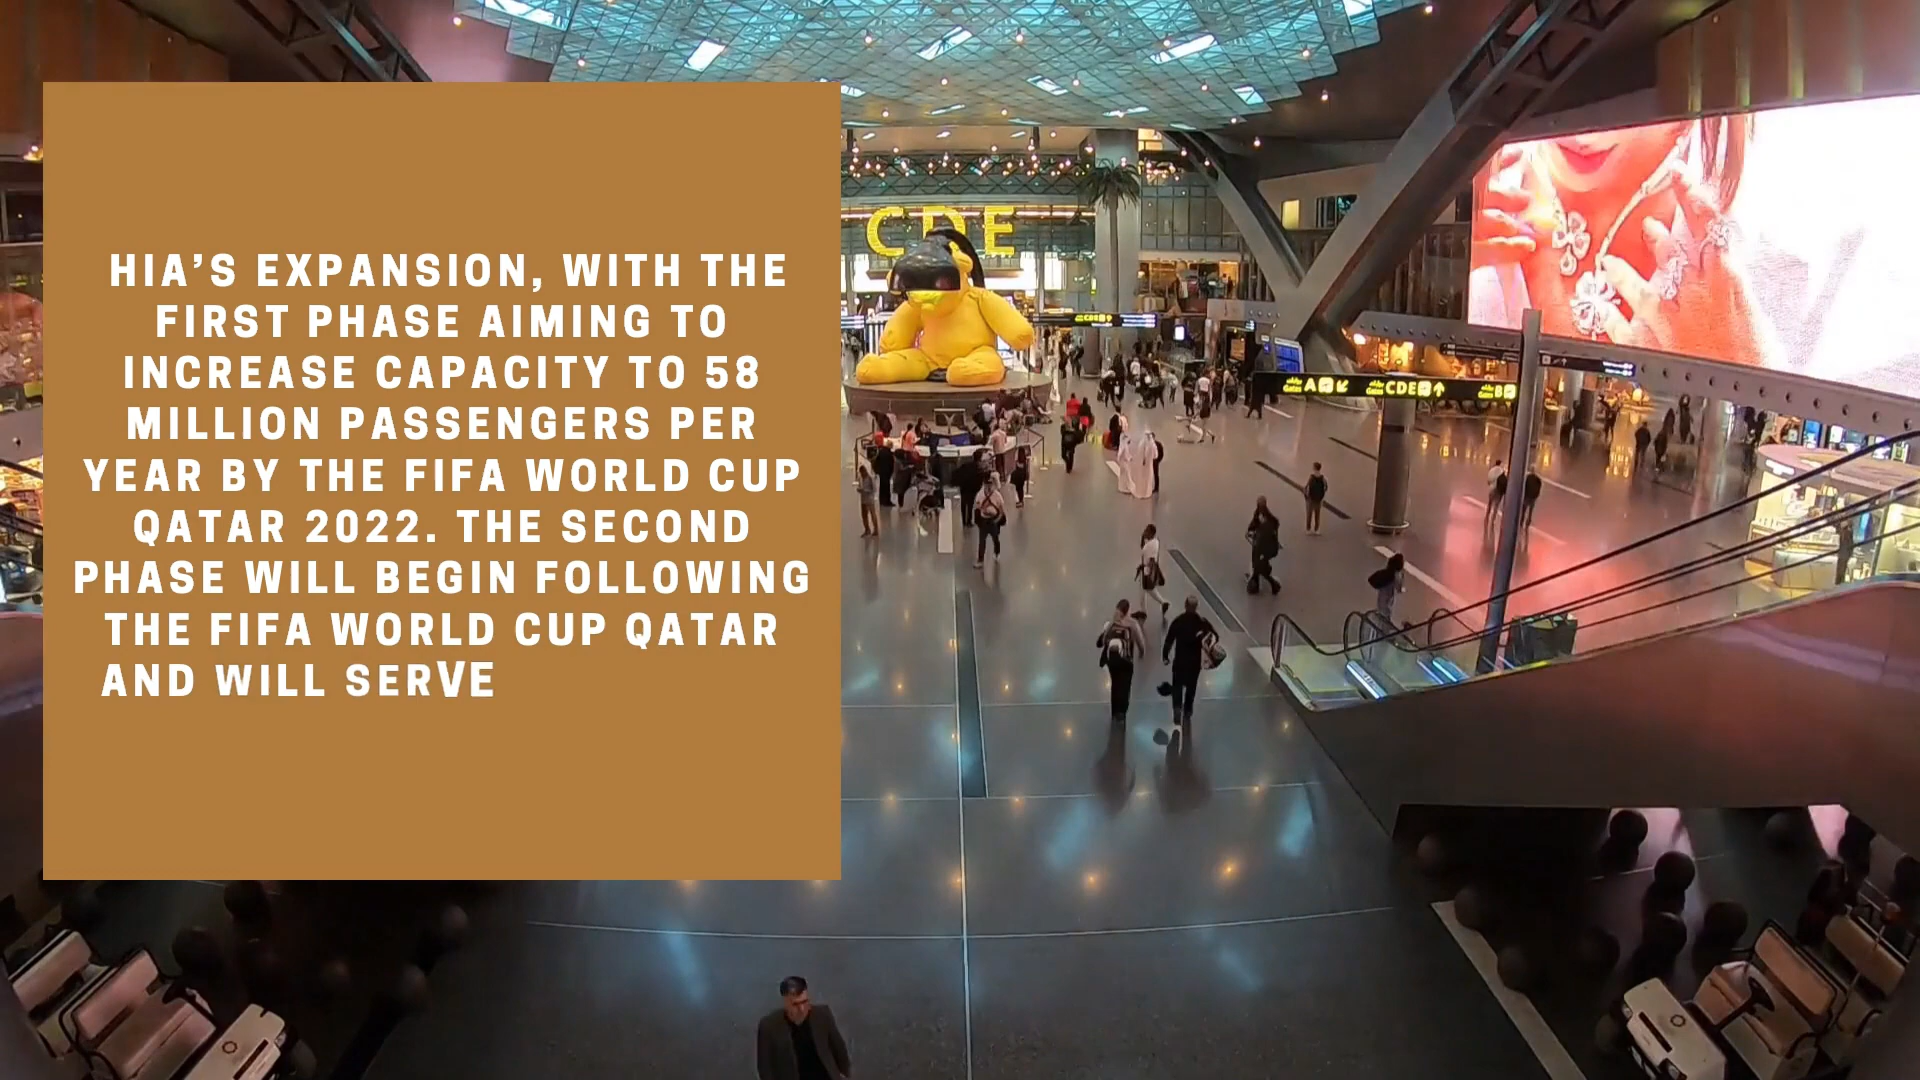 HIA'S EXPANSION, WITH THE
FIRST PHASE AIMING TO
INCREASE CAPACITY TO 58
MILLION PASSENGERS PER
YEAR BY THE FIFA WORLD CUP
QATAR 2022. THE SECOND
PHASE WILL BEGIN FOLLOWING
THE FIFA WORLD CUP QATAR
AND WILL SERVE
CDE
A
CDE
B